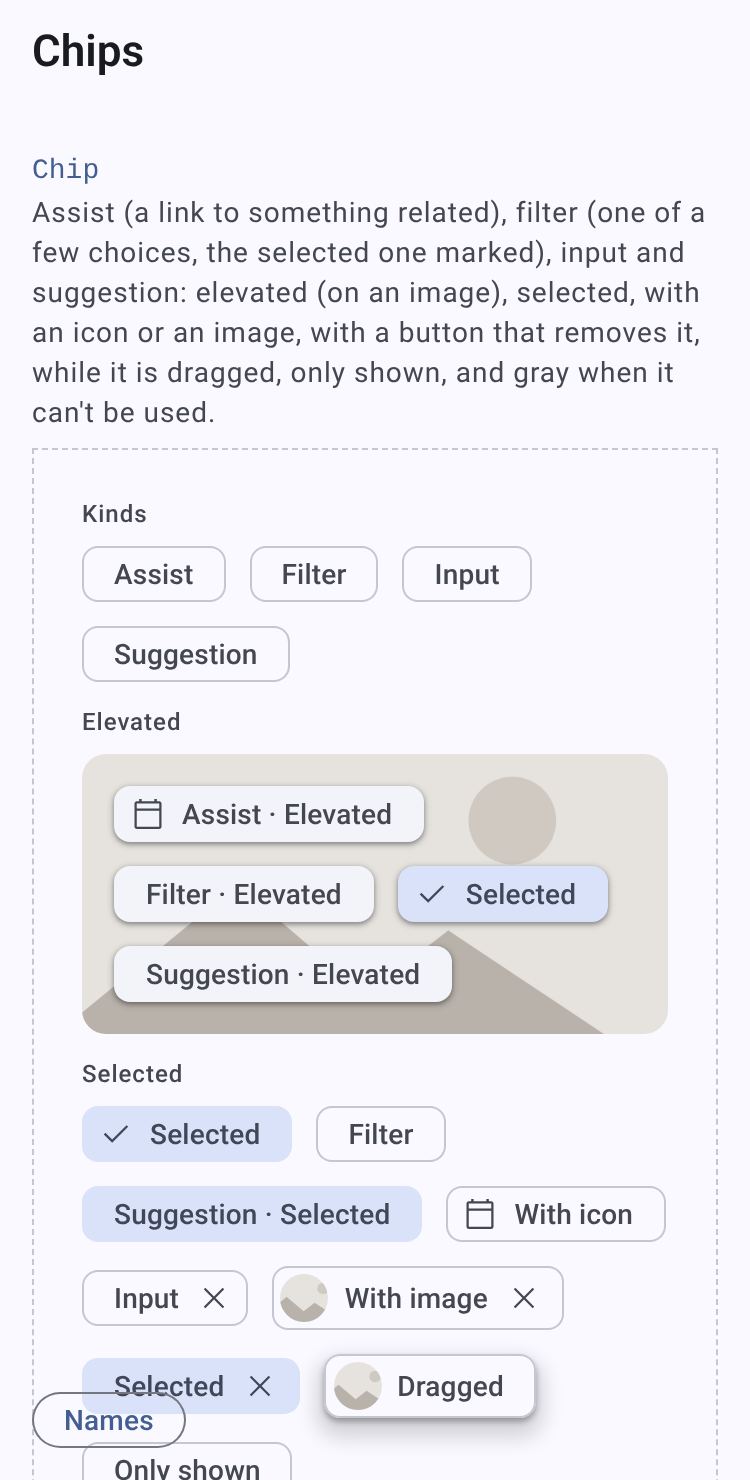 Chips
Chip
Assist (a link to something related), filter (one of a
few choices, the selected one marked), input and
suggestion: elevated (on an image), selected, with
an icon or an image, with a button that removes it,
while it is dragged, only shown, and gray when it
can't be used.
Kinds
Assist Filter Input
Suggestion
Elevated
Assist · Elevated
Filter · Elevated Selected
Suggestion · Elevated
Selected
Selected Filter
Suggestion · Selected With icon
Input With image
Selected Dragged
Names
Only shown